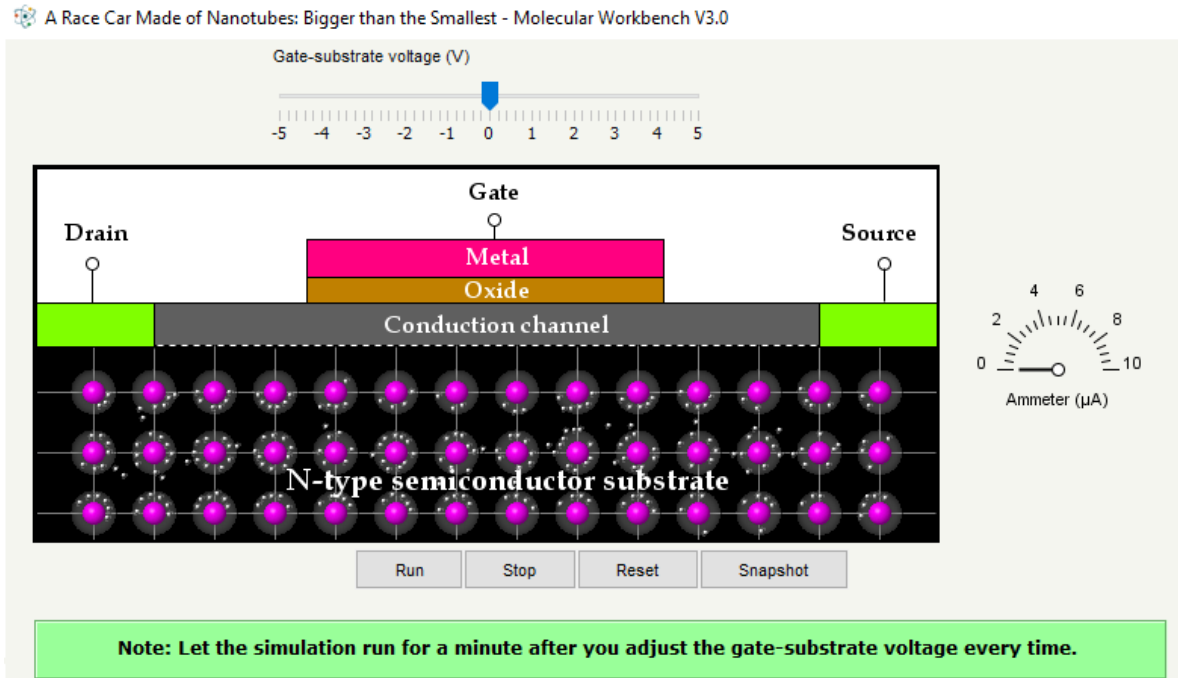 A Race Car Made of Nanotubes: Bigger than the Smallest - Molecular Workbench V3.0
Gate-substrate voltage (V)
-5 -4 -3 -2 -1 0 1 2 3 4 5
Gate
Drain
Source
Metal
Oxide
Conduction channel
4 6
2 8
0 10
Ammeter (µA)
N-type semiconductor substrate
Run Stop Reset Snapshot
Note: Let the simulation run for a minute after you adjust the gate-substrate voltage every time.